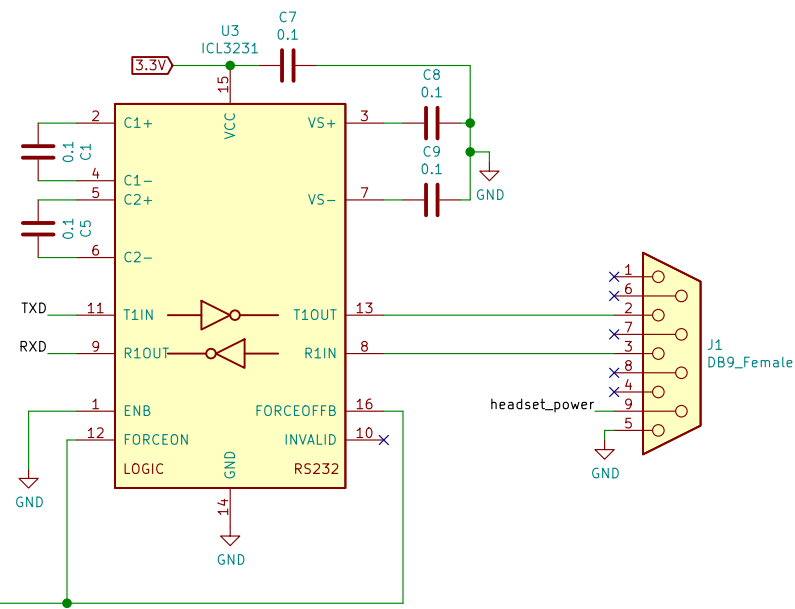 C7
0.1
U3
ICL3231
3.3V
15
C8
0.1
2
C1+
VCC
VS+
3
C1
0.1
C9
0.1
4
C1-
5
C2+
VS-
7
GND
C5
0.1
6
C2-
TXD
11
T1IN
T1OUT
13
RXD
9
R1OUT
R1IN
8
1
6
2
7
3
8
4
9
5
J1
DB9_Female
headset_power
GND
1
ENB
FORCEOFFB
16
12
FORCEON
INVALID
10
LOGIC
GND
RS232
GND
14
GND